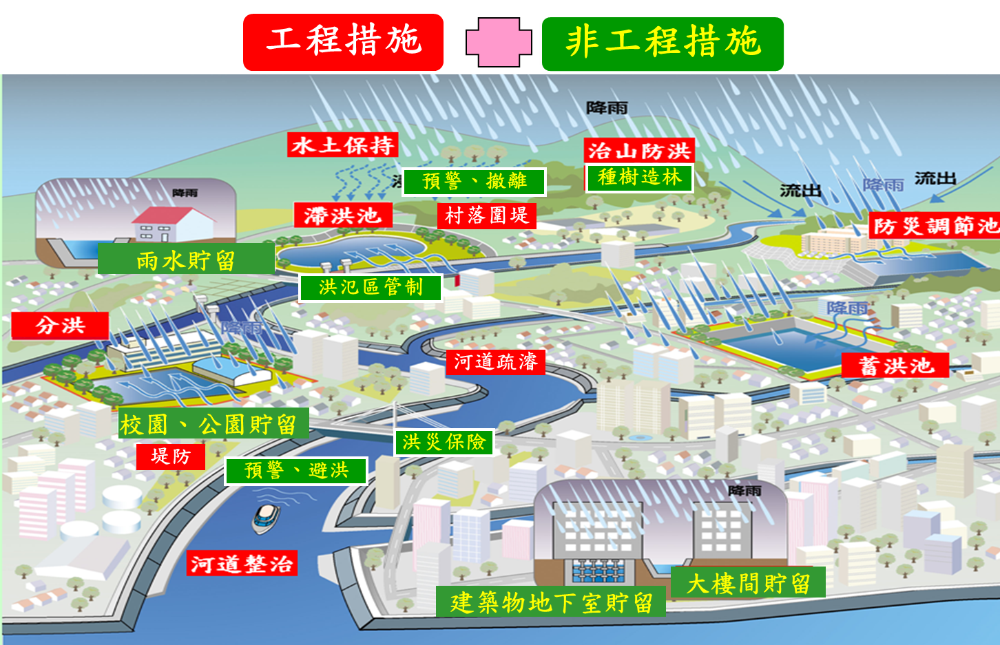 工程措施
非工程措施
降雨
水土保持
治山防洪
預警、撤離
種樹造林
流出
降雨
流出
降雨
滯洪池
村落圍堤
防災調節池
雨水貯留
洪氾區管制
分洪
降雨
降雨
河道疏濬
蓄洪池
校園、公園貯留
堤防
洪災保險
預警、避洪
降雨
河道整治
大樓間貯留
建築物地下室貯留